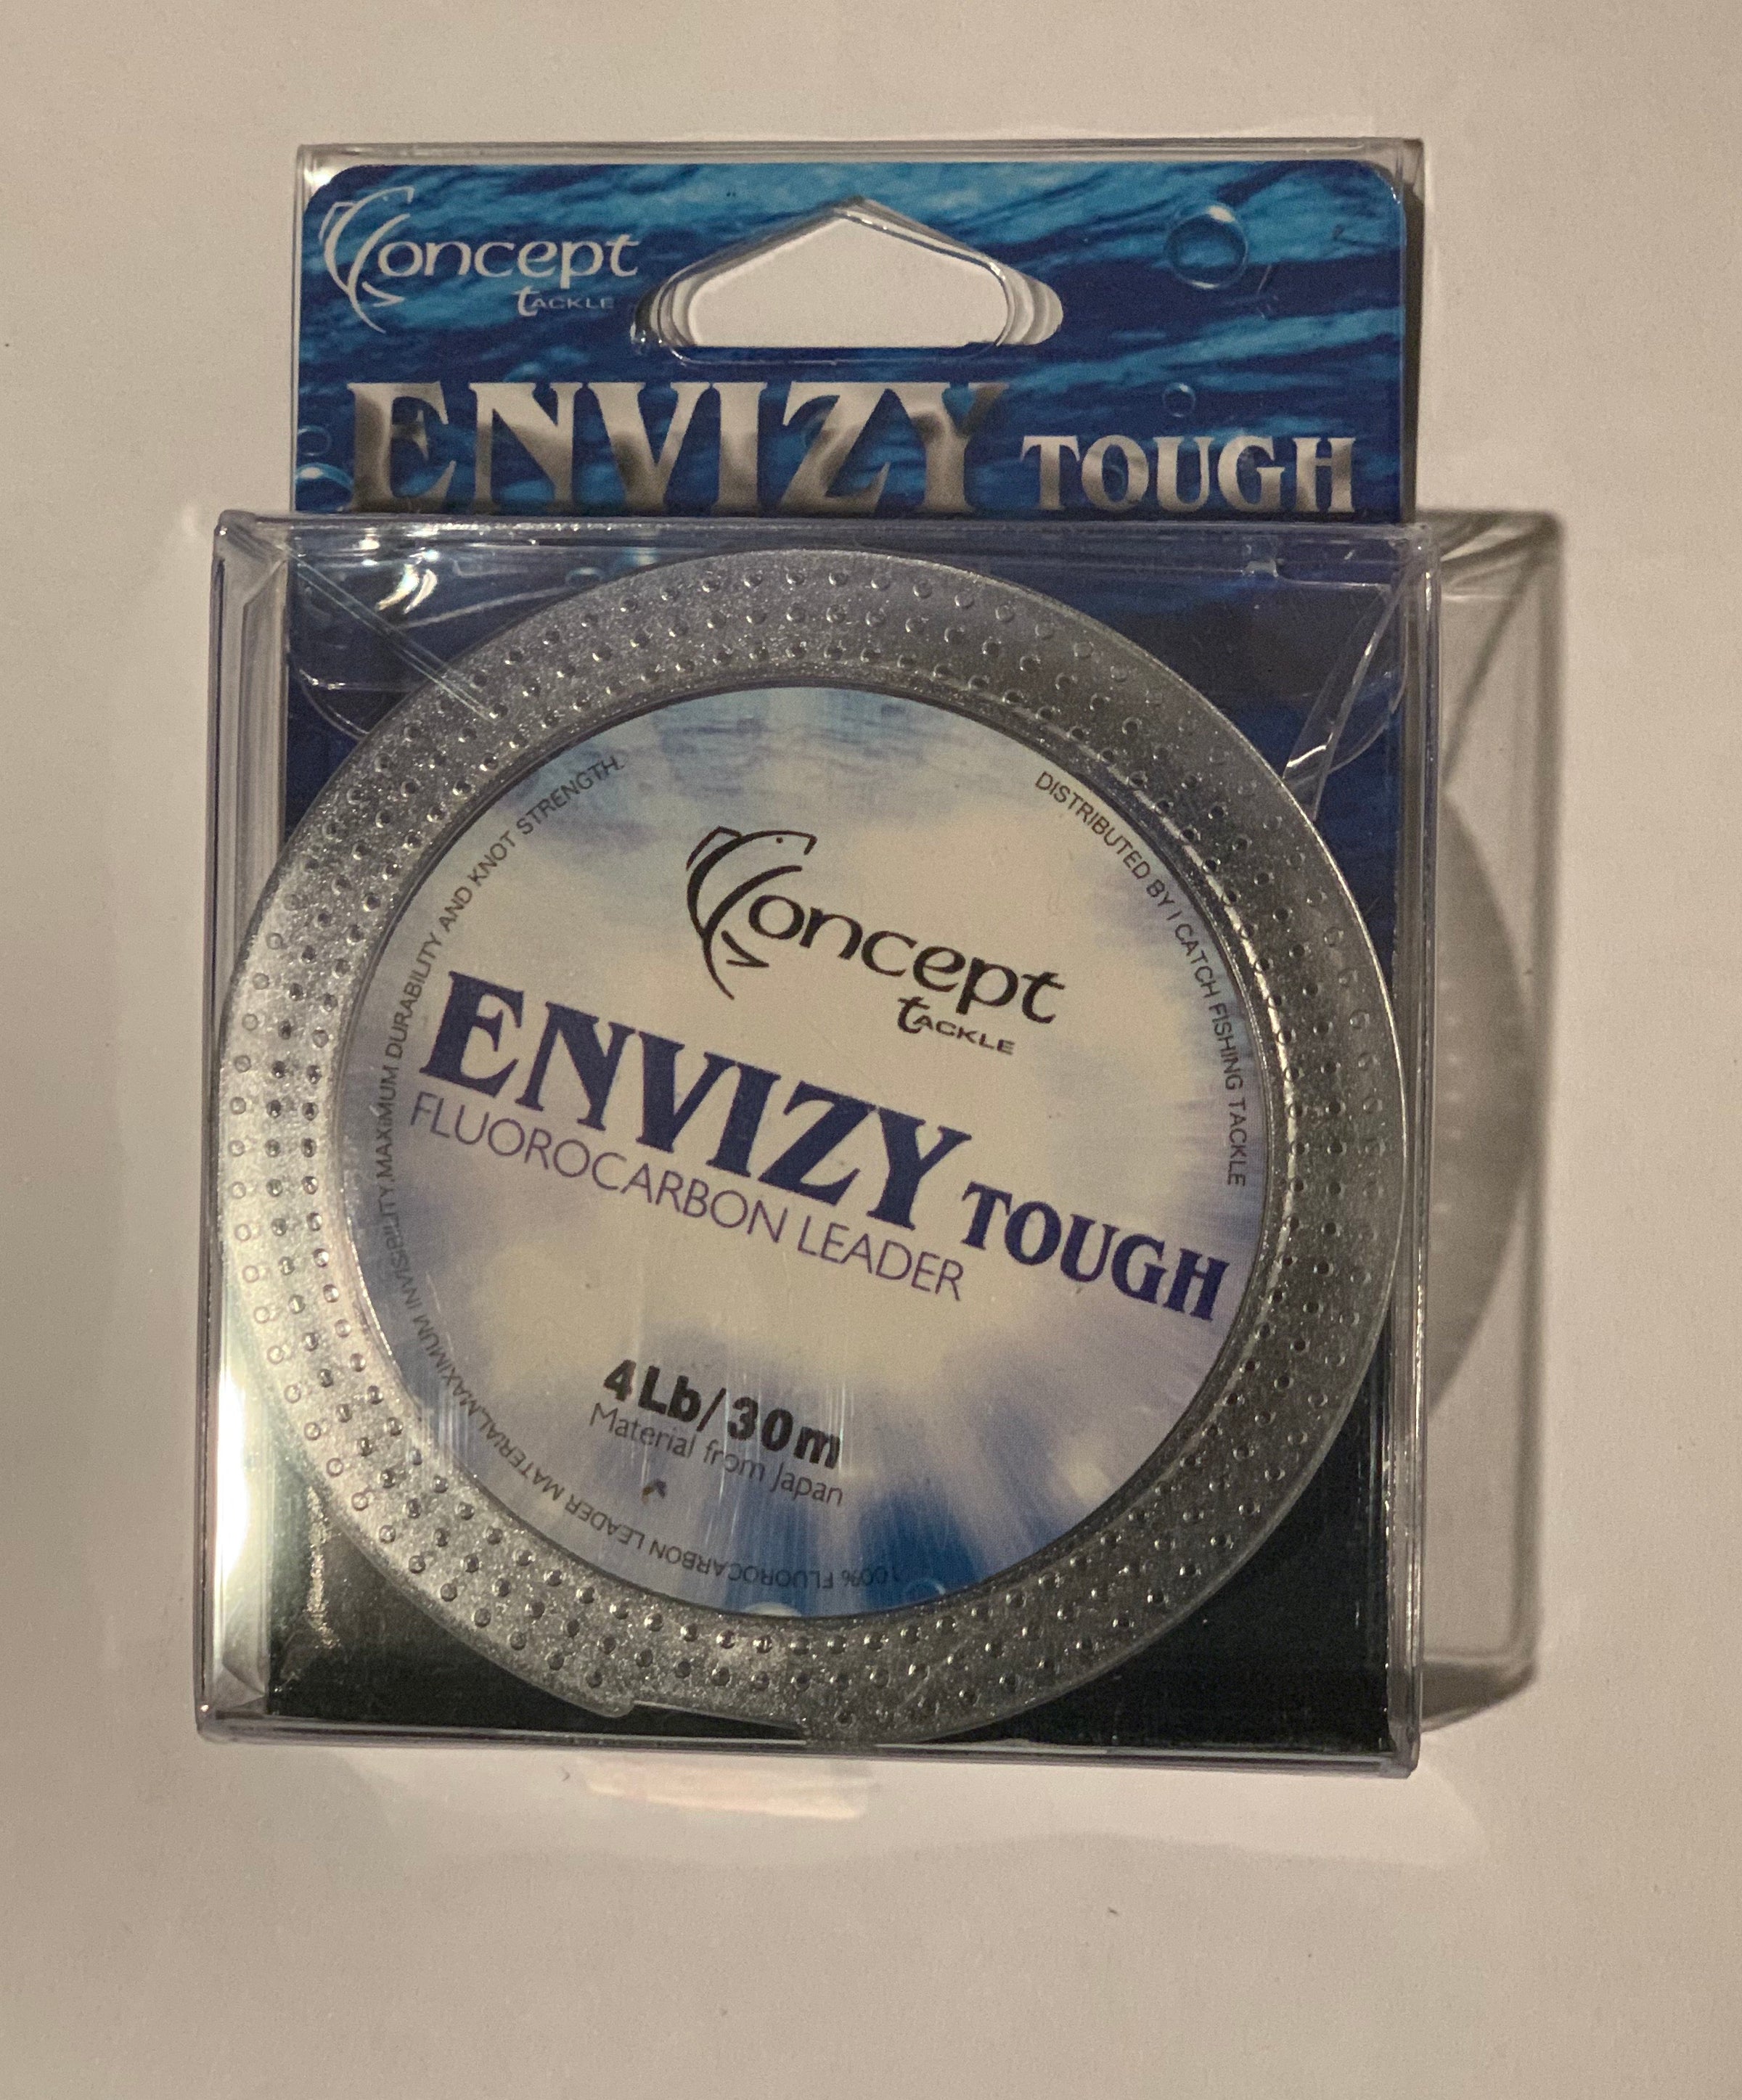 Concept
tACKLE
ENVIZY TOUGH
100% FLUOROCARBON LEADER MATERIAL.MAXIMUM INVISIBILITY.MAXIMUM DURABILITY AND KNOT STRENGTH.
DISTRIBUTED BY I CATCH FISHING TACKLE
Concept
tACKLE
ENVIZY TOUGH
FLUOROCARBON LEADER
4Lb/30m
Material from Japan